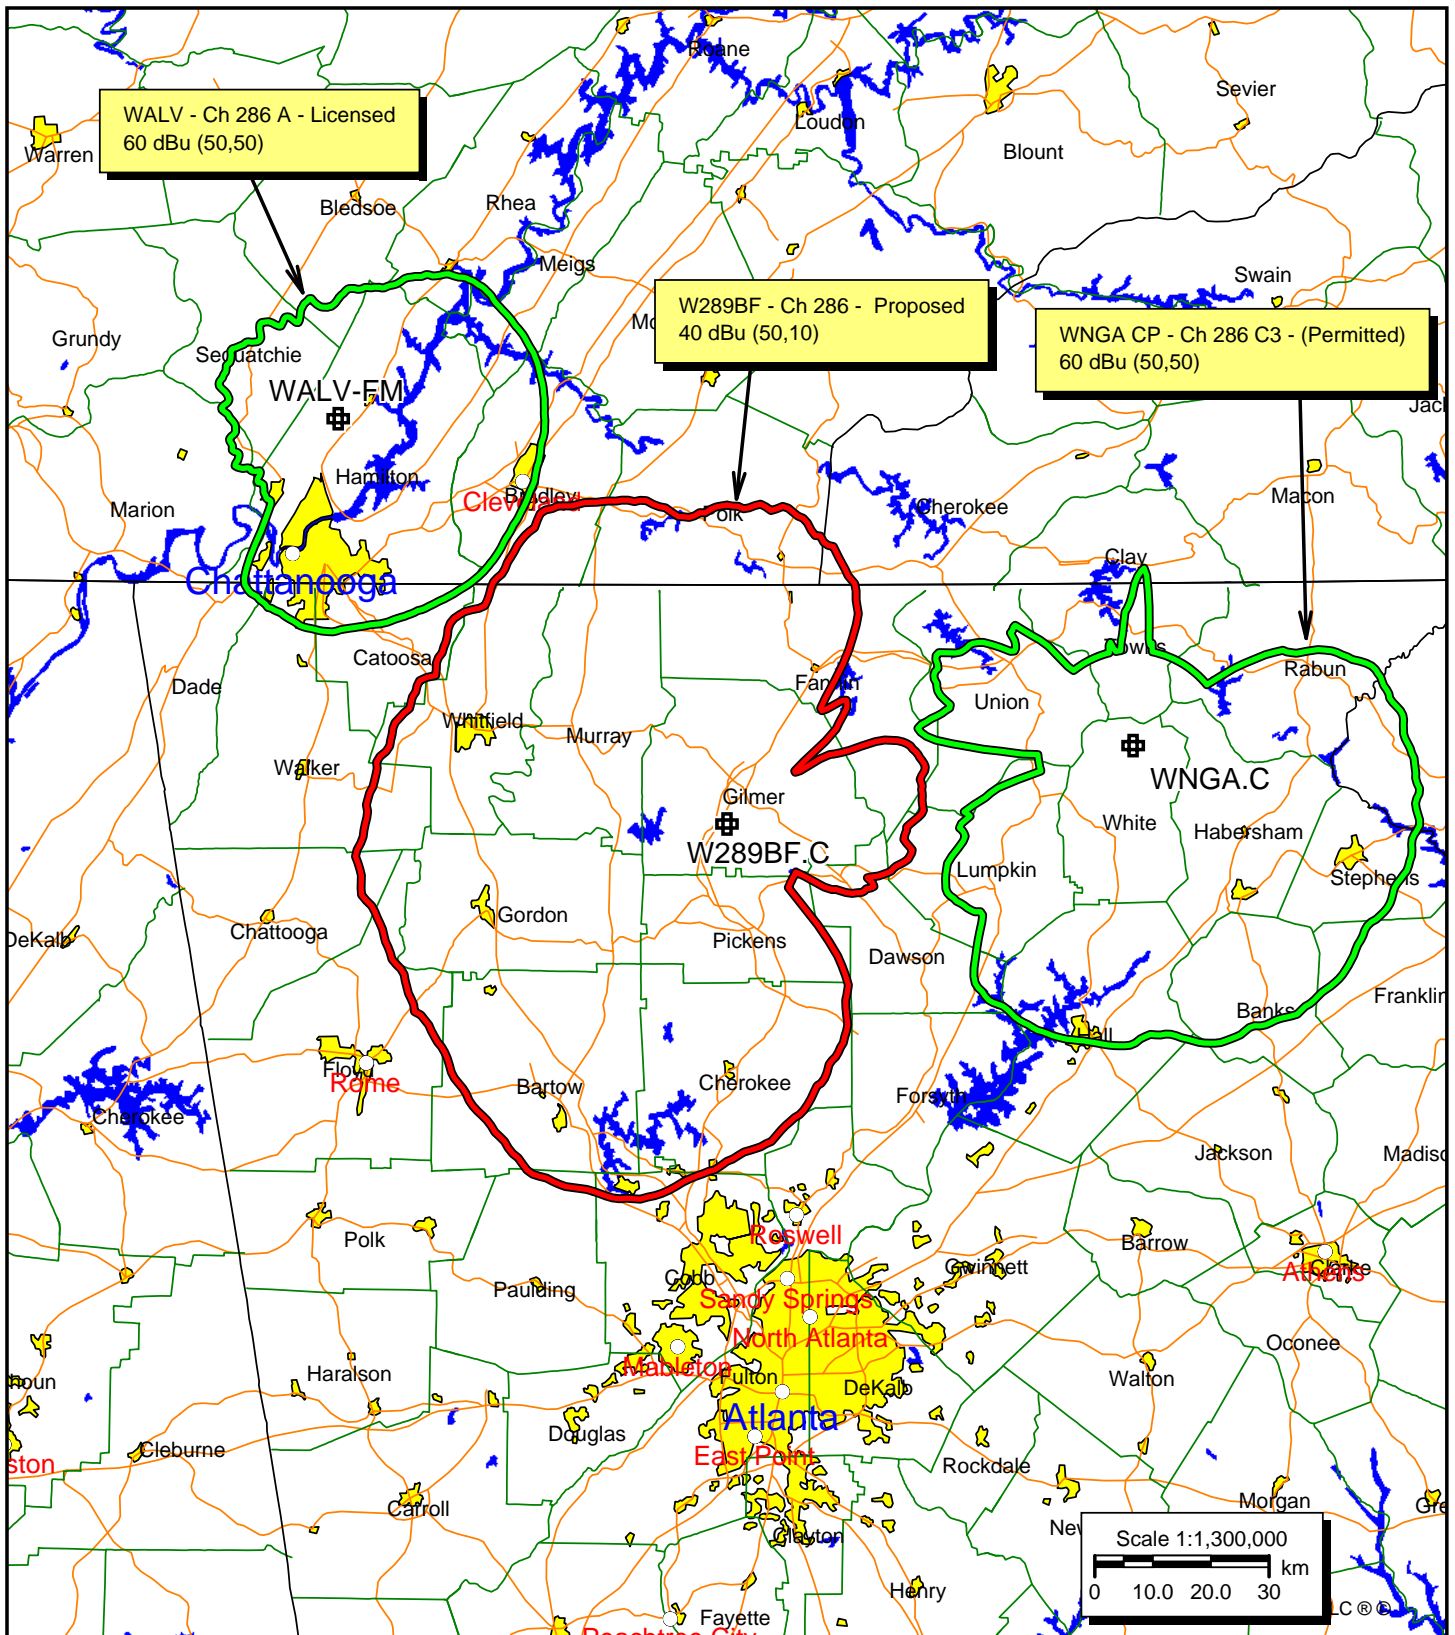 Roane
Sevier
WALV - Ch 286 A - Licensed
60 dBu (50,50)
Loudon
Warren
Blount
Bledsoe
Rhea
Meigs
Swain
W289BF - Ch 286 - Proposed
40 dBu (50,10)
WNGA CP - Ch 286 C3 - (Permitted)
60 dBu (50,50)
Grundy
Sequatchie
WALV-FM
Hamilton
Bradley
Cleveland
Marion
Polk
Cherokee
Macon
Clay
Chattanooga
Towns
Catoosa
Rabun
Dade
Fannin
Union
Whitfield
Murray
Walker
WNGA.C
Gilmer
White
Habersham
W289BF.C
Lumpkin
Stephens
Gordon
Chattooga
DeKalb
Pickens
Dawson
Franklin
Banks
Hall
Floyd
Rome
Bartow
Cherokee
Forsyth
Cherokee
Jackson
Polk
Roswell
Barrow
Gwinnett
Clarke
Athens
Cobb
Paulding
Sandy Springs
North Atlanta
Oconee
Mableton
Haralson
Fulton
DeKalb
Walton
Atlanta
Douglas
Cleburne
East Point
Rockdale
Carroll
Morgan
Clayton
Scale 1:1,300,000
km
0 10.0 20.0 30
Henry
Fayette
Peachtree City